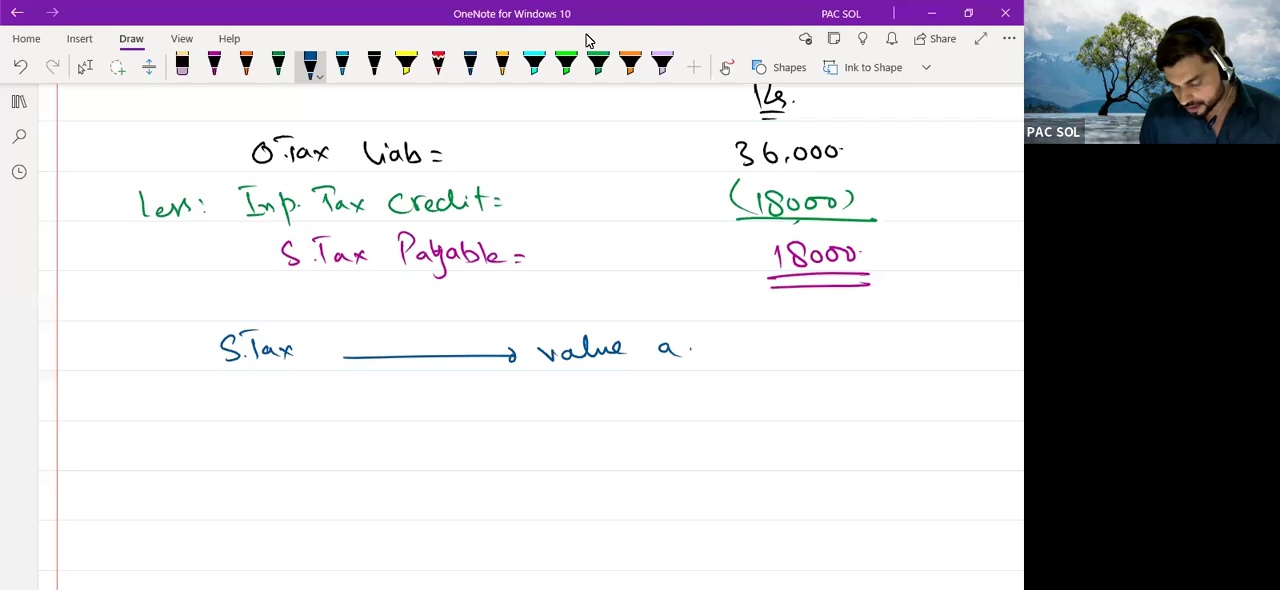 OneNote for Windows 10
PAC SOL
Home Insert Draw View Help
Share
Shapes
Ink to Shape
PAC SOL
Rs.
O.Tax Liab= 36,000
Less: Inp. Tax Credit= (18000)
S.Tax Payable= 18000
S.Tax → value a.